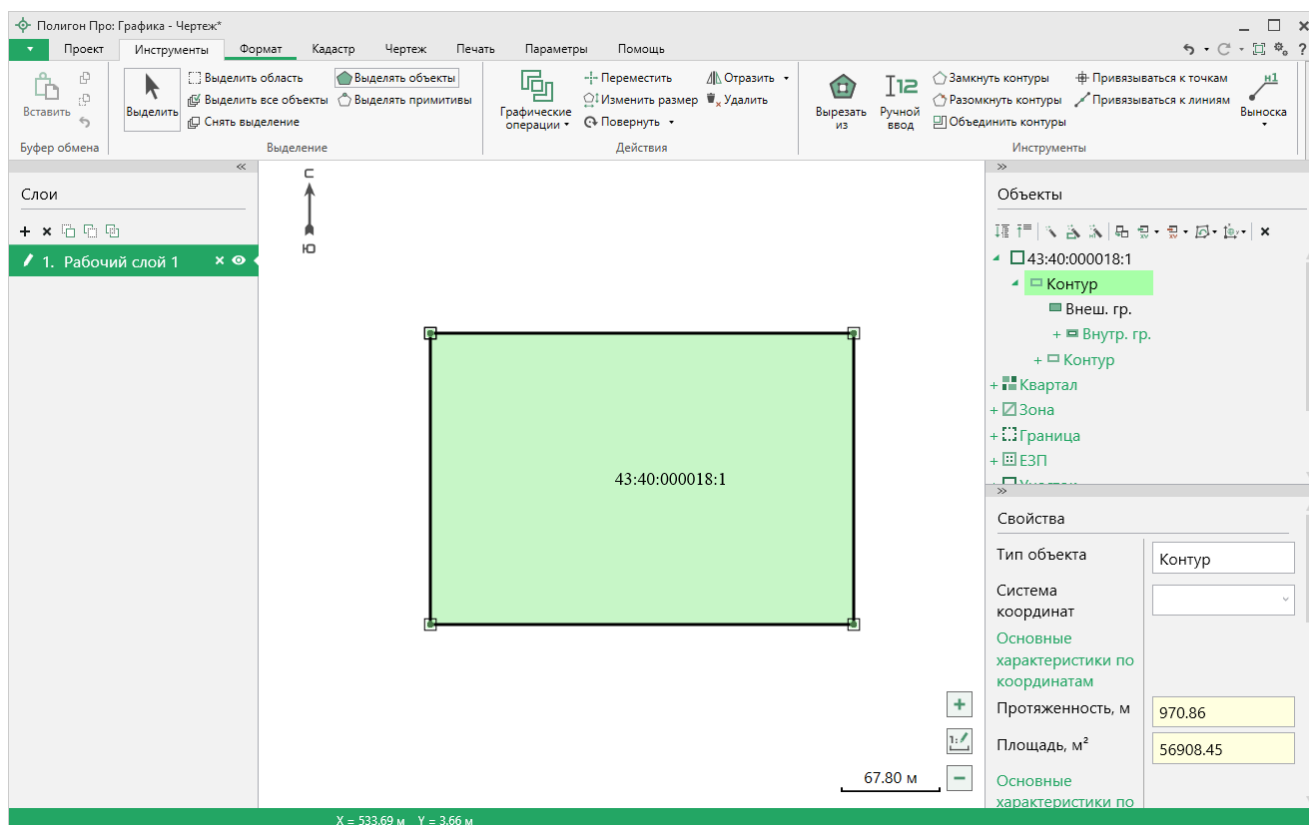 Полигон Про: Графика - Чертеж*
Проект Инструменты Формат Кадастр Чертеж Печать Параметры Помощь ?
Вставить
Буфер обмена
Выделить
Выделить область
Выделить все объекты
Снять выделение
Выделять объекты
Выделять примитивы
Выделение
Графические
операции
Переместить
Изменить размер
Повернуть
Отразить
Удалить
Действия
Вырезать
из
Ручной
ввод
Замкнуть контуры
Разомкнуть контуры
Объединить контуры
Привязываться к точкам
Привязываться к линиям
н1
Выноска
Инструменты
Слои
1. Рабочий слой 1
С
Ю
43:40:000018:1
67.80 м
Объекты
43:40:000018:1
Контур
Внеш. гр.
+ Внутр. гр.
+ Контур
+ Квартал
+ Зона
+ Граница
+ ЕЗП
Свойства
Тип объекта Контур
Система
координат
Основные
характеристики по
координатам
Протяженность, м 970.86
Площадь, м² 56908.45
Основные
характеристики по
X = 533.69 м Y = 3.66 м